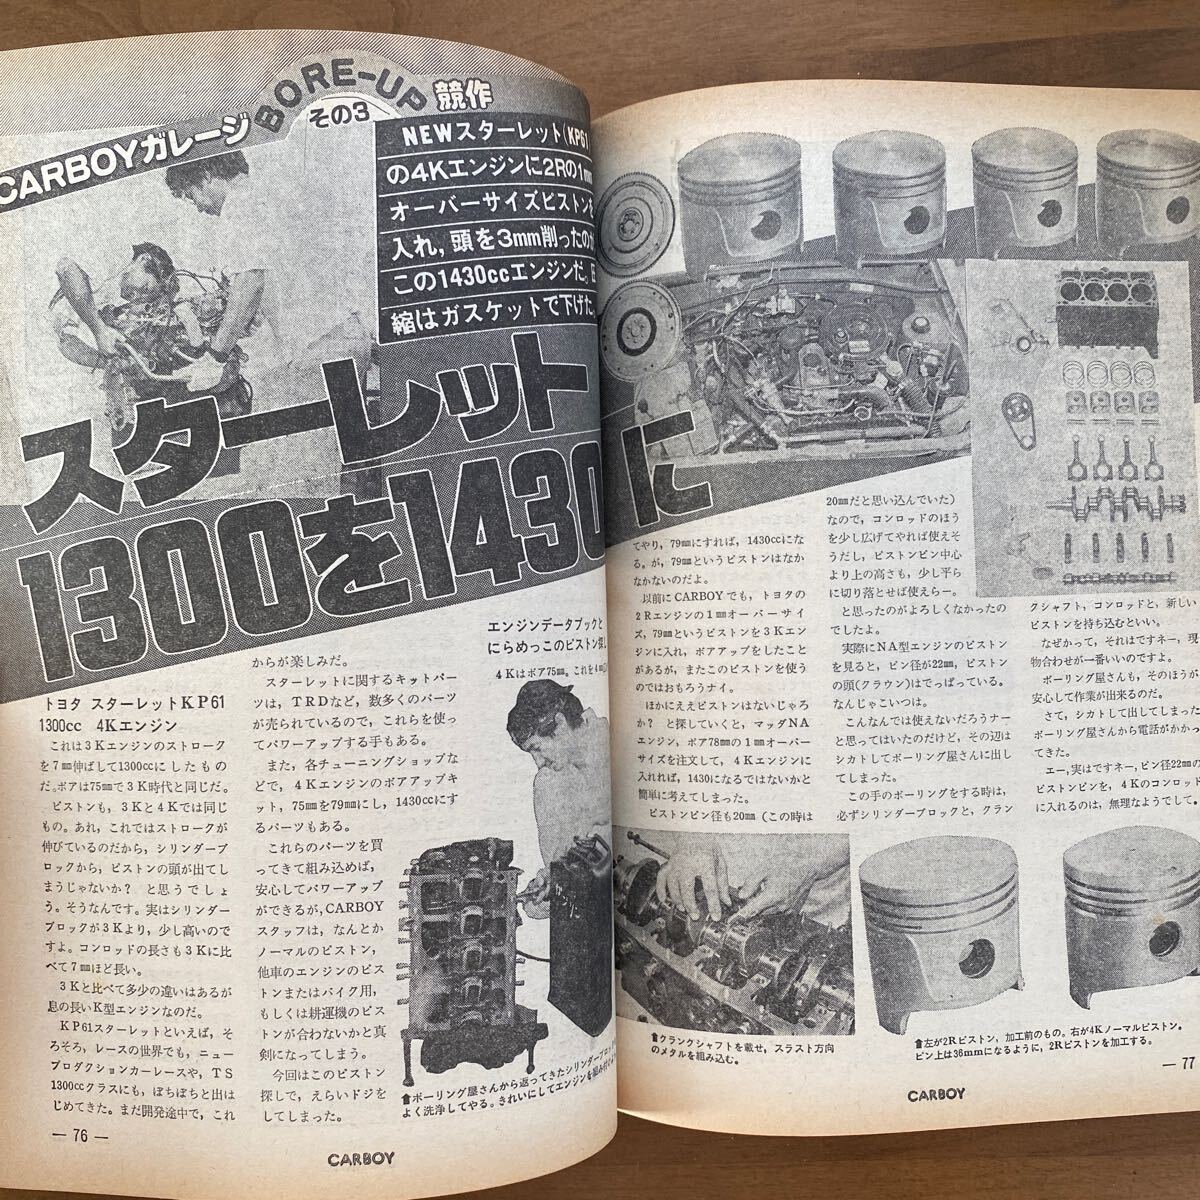 CARBOYガレージ
BORE-UP
競作
その3
NEWスターレット(KP61
の4Kエンジンに2Rの1mm
オーバーサイズピストンを
入れ,頭を3mm削ったのが
この1430ccエンジンだ。圧
縮はガスケットで下げた。
スターレット
1300を1430に
トヨタ スターレットKP61
1300cc 4Kエンジン
これは3Kエンジンのストローク
を7㎜伸ばして1300ccにしたもの
だ。ボアは75㎜で3K時代と同じだ。
ピストンも,3Kと4Kでは同じ
もの。あれ,これではストロークが
伸びているのだから,シリンダーブ
ロックから,ピストンの頭が出てし
まうじゃないか? と思うでしょ
う。そうなんです。実はシリンダー
ブロックが3Kより,少し高いので
すよ。コンロッドの長さも3Kに比
べて7㎜ほど長い。
3Kと比べて多少の違いはあるが
息の長いK型エンジンなのだ。
KP61スターレットといえば,そ
ろそろ,レースの世界でも,ニュー
プロダクションカーレースや,TS
1300ccクラスにも,ぼちぼちと出は
じめてきた。まだ開発途中で,これ
からが楽しみだ。
スターレットに関するキットパー
ツは,TRDなど,数多くのパーツ
が売られているので,これらを使っ
てパワーアップする手もある。
また,各チューニングショップな
どで,4Kエンジンのボアアップキ
ット,75㎜を79㎜にし,1430ccにす
るパーツもある。
これらのパーツを買
ってきて組み込めば,
安心してパワーアップ
ができるが,CARBOY
スタッフは,なんとか
ノーマルのピストン,
他車のエンジンのピス
トンまたはバイク用,
もしくは耕運機のピス
トンが合わないかと真
剣になってしまう。
今回はこのピストン
探しで,えらいドジを
してしまった。
エンジンデータブックと
にらめっこのピストン探し
4Kはボア75㎜。これを4㎜
⬆ボーリング屋さんから返ってきたシリンダーブロッ
よく洗浄してやる。きれいにしてエンジンを組み
— 76 —
CARBOY
てやり,79㎜にすれば,1430ccにな
る。が,79㎜というピストンはなか
なかないのだよ。
以前にCARBOYでも,トヨタの
2Rエンジンの1㎜オーバーサイ
ズ,79㎜というピストンを3Kエン
ジンに入れ,ボアアップをしたこと
があるが,またこのピストンを使う
のではおもろうナイ。
ほかにええピストンはないじゃろ
か? と探していくと,マッダNA
エンジン,ボア78㎜の1㎜オーバー
サイズを注文して,4Kエンジンに
入れれば,1430になるではないかと
簡単に考えてしまった。
ピストンピン径も20㎜(この時は
20㎜だと思い込んでいた)
なので,コンロッドのほう
を少し広げてやれば使えそ
うだし,ピストンピン中心
より上の高さも,少し平ら
に切り落とせば使えらー。
と思ったのがよろしくなかったの
でしたよ。
実際にNA型エンジンのピストン
を見ると,ピン径が22㎜,ピストン
の頭(クラウン)はでっぱっている。
なんじゃこいつは。
こんなんでは使えないだろうナー
と思ってはいたのだけど,その辺は
シカトしてボーリング屋さんに出し
てしまった。
この手のボーリングをする時は,
必ずシリンダーブロックと,クラン
クシャフト,コンロッドと,新しい
ピストンを持ち込むといい。
なぜかって,それはですネー,現
物合わせが一番いいのですよ。
ボーリング屋さんも,そのほうが
安心して作業が出来るのだ。
さて,シカトして出してしまった
ボーリング屋さんから電話がかかっ
てきた。
エー,実はですネー,ピン径22㎜の
ピストンピンを,4Kのコンロッド
に入れるのは,無理なようでして。
⬆クランクシャフトを載せ,スラスト方向
のメタルを組み込む。
⬆左が2Rピストン,加工前のもの。右が4Kノーマルピストン。
ピン上は36mmになるように,2Rピストンを加工する。
— 77
CARBOY